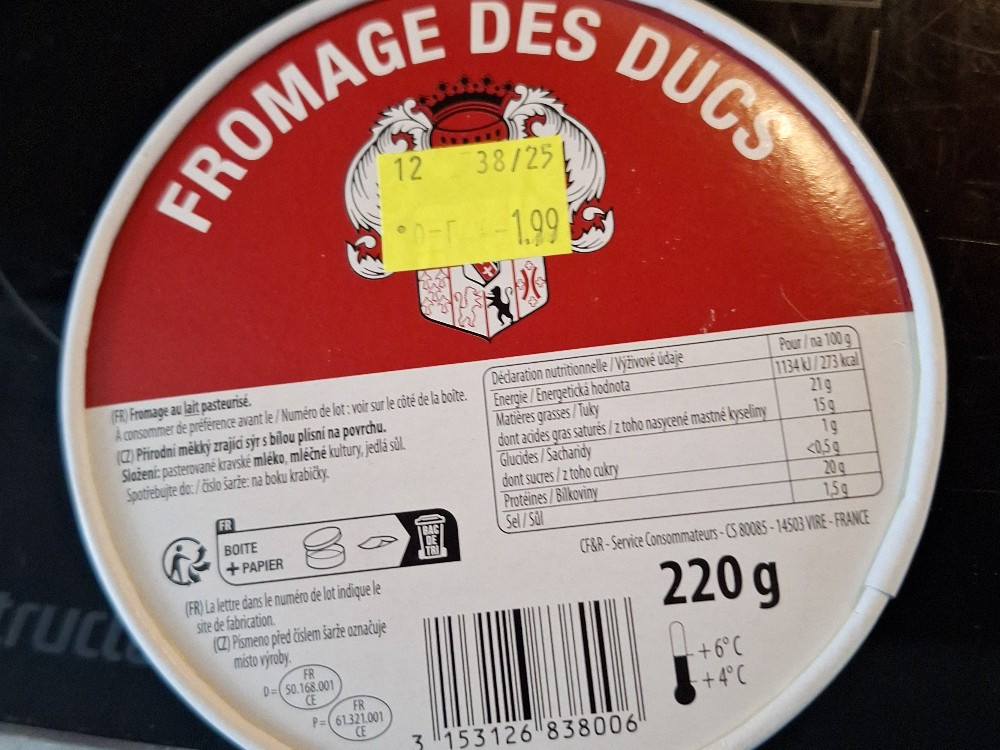 FROMAGE DES DUCS
12 38/25
1.99
(FR) Fromage au lait pasteurisé.
À consommer de préférence avant le / Numéro de lot : voir sur le côté de la boîte.
(CZ) Přírodní měkký zrající sýr s bílou plísní na povrchu.
Složení: pasterované kravské mléko, mléčné kultury, jedlá sůl.
Spotřebujte do: / číslo šarže: na boku krabičky.
Déclaration nutritionnelle / Výživové údaje Pour / na 100 g
Energie / Energetická hodnota 1134 kJ / 273 kcal
Matières grasses / Tuky 21 g
dont acides gras saturés / z toho nasycené mastné kyseliny 15 g
Glucides / Sacharidy 1 g
dont sucres / z toho cukry <0,5 g
Protéines / Bílkoviny 20 g
Sel / Sůl 1,5 g
CF&R - Service Consommateurs - CS 80085 - 14503 VIRE - FRANCE
FR
BOITE
+ PAPIER
BAC
DE
TRI
220 g
(FR) La lettre dans le numéro de lot indique le
site de fabrication.
(CZ) Písmeno před číslem šarže označuje
místo výroby.
+6°C
+4°C
FR
D= 50.168.001
CE
FR
P= 61.321.001
CE
3 153126 838006